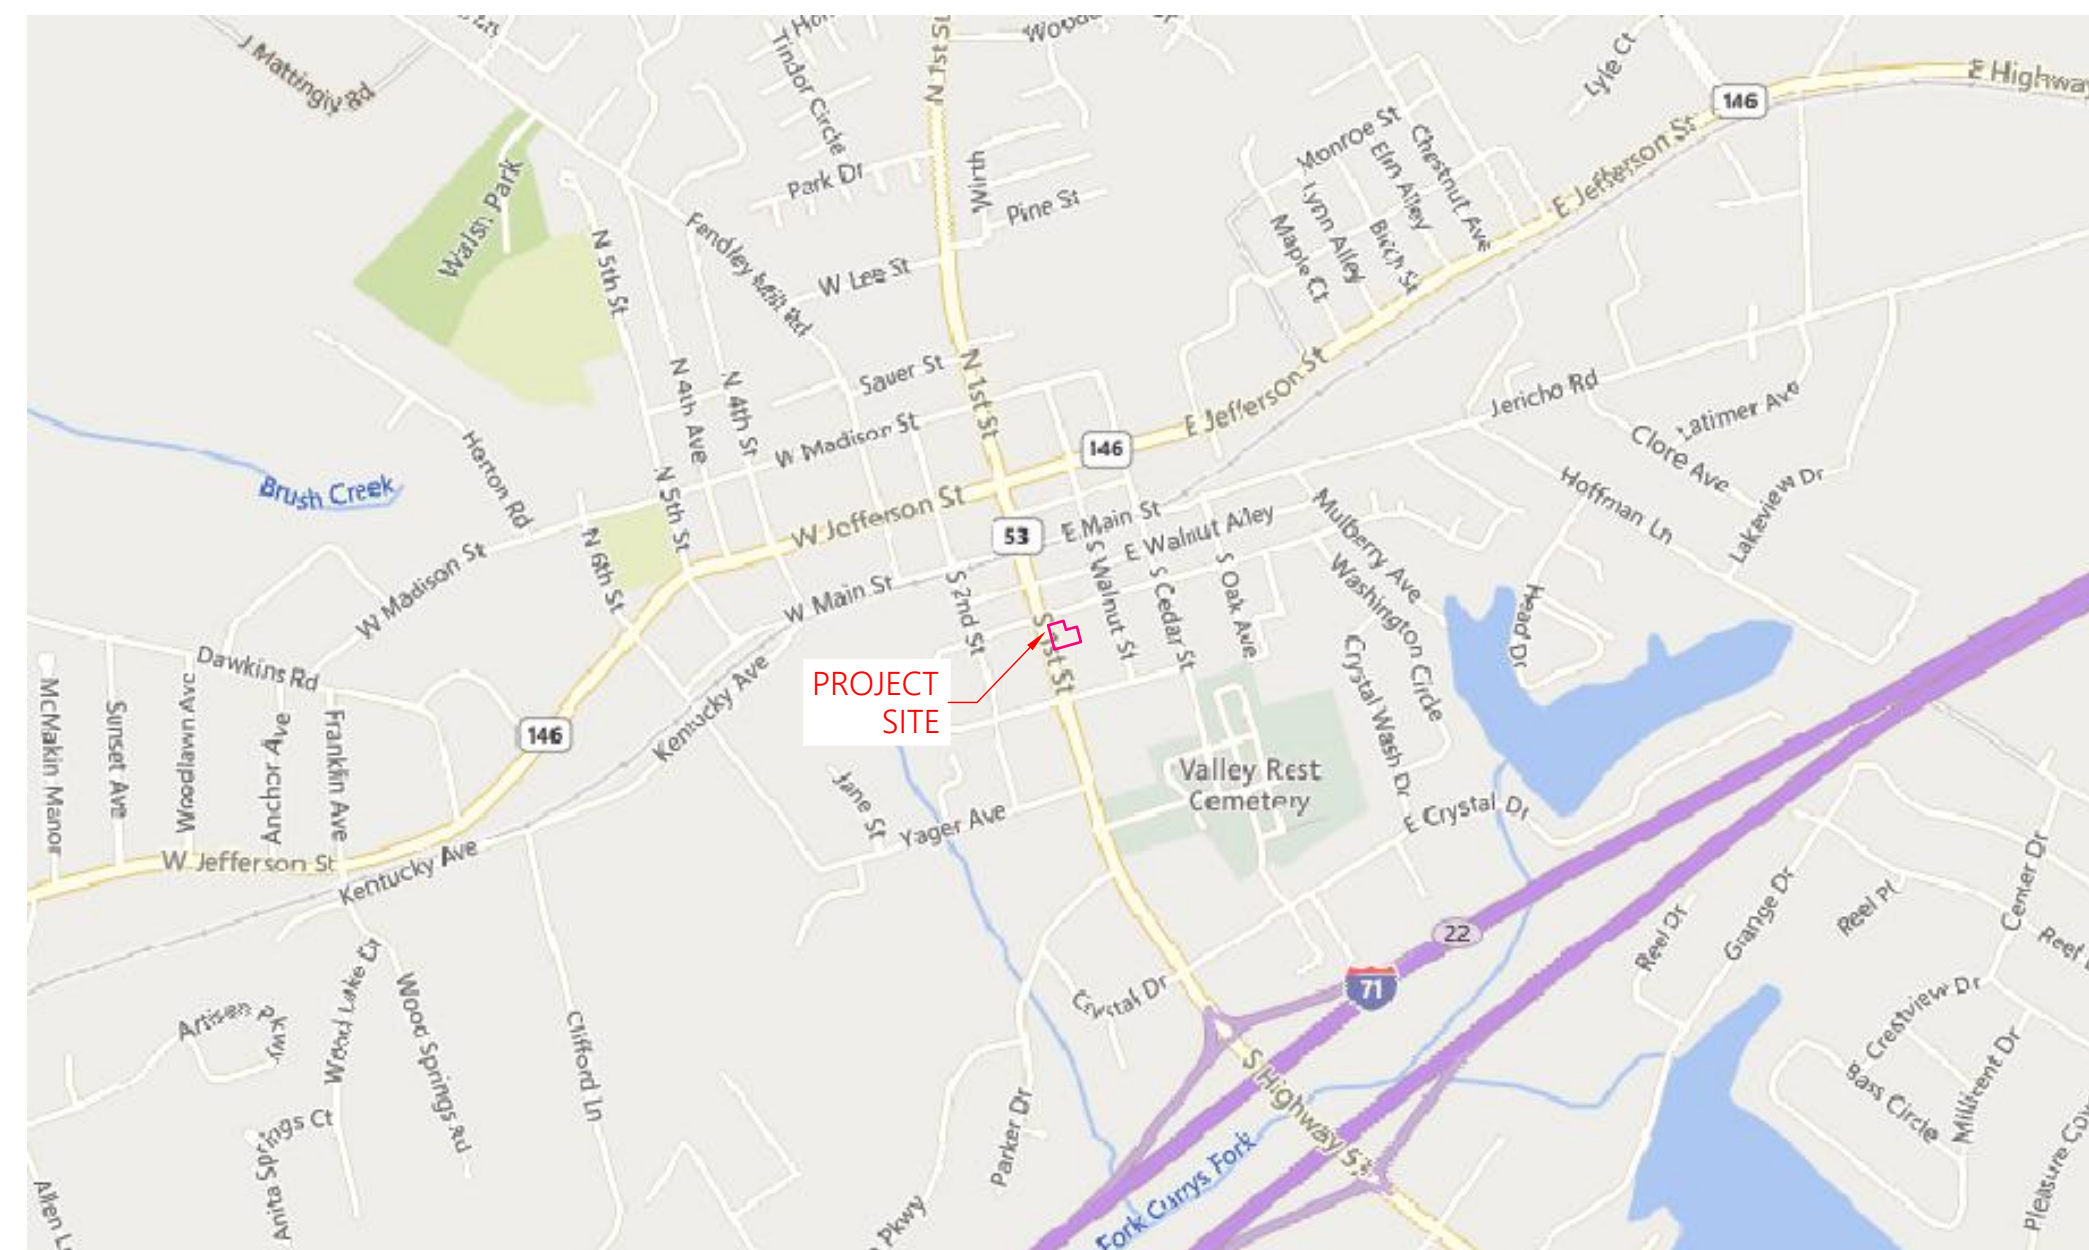 J Mattingly Rd
Tindor Circle Dr
N 1st S
E Highway
Lyle Ct
146
Walsh Park
Park Dr
Pine St
Monroe St
Elm Alley
Chestnut Ave
E Jefferson St
N 5th St
Fendley Mill Rd
W Lee St
Maple Ct
Lynn Alley
Birch St
Sauer St
N 1st St
N 4th Ave
N 4th St
W Madison St
E Jefferson St
146
Jericho Rd
Latimer Ave
Clore Ave
Brush Creek
Horton Rd
N 5th St
W Jefferson St
53
E Main St
E Walnut Alley
Mulberry Ave
Hoffman Ln
Lakeview Dr
N 6th St
W Madison St
W Main St
S 2nd St
S 1st St
S Walnut St
S Cedar St
S Oak Ave
Washington Circle
Head Dr
Dawkins Rd
PROJECT
SITE
Crystal Wash Dr
McMakin Manor
Sunset Ave
Woodlawn Ave
Anchor Ave
Franklin Ave
146
Kentucky Ave
Valley Rest
Cemetery
Jane St
Yager Ave
E Crystal Dr
W Jefferson St
Kentucky Ave
22
71
Reel Dr
Grange Dr
Reel Pl
Center Dr
Reel
Artisan Pkwy
Wood Lake Ct
Wood Springs Rd
Clifford Ln
Crystal Dr
S Highway 53
Crestview Dr
Bass Circle
Millicent Dr
Anita Springs Ct
Parker Dr
Fork Currys Fork
Pkwy
Allen L
Pleasure Cov